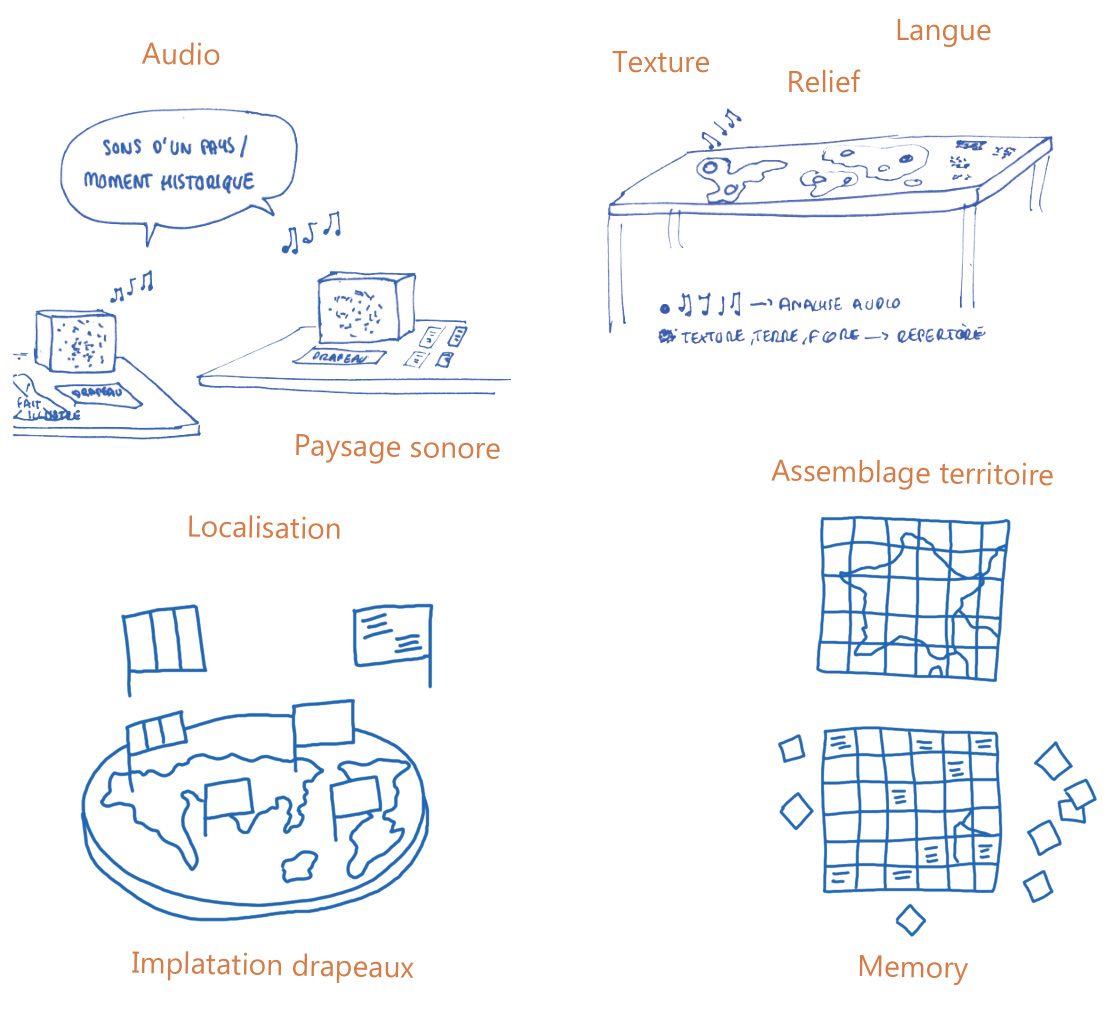 Audio
SONS D'UN PAYS/
MOMENT HISTORIQUE
DRAPEAU
FAIT
ILLUSTRE
DRAPEAU
Paysage sonore
Langue
Texture
Relief
→ ANALYSE AUDIO
TEXTURE, TERRE, FLORE → REPERTOIRE
Localisation
Implatation drapeaux
Assemblage territoire
Memory